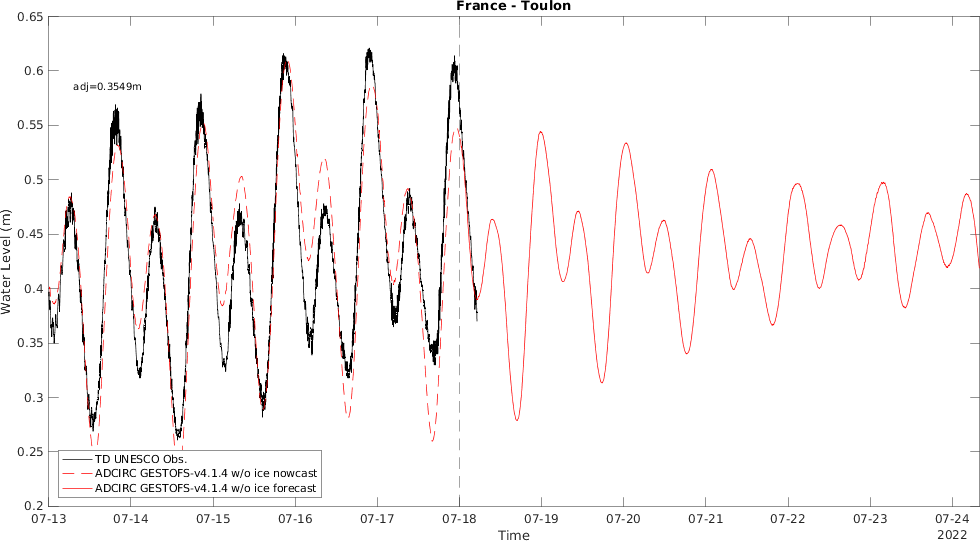 France - Toulon
0.65
0.6
adj=0.3549m
0.55
0.5
0.45
0.4
0.35
0.3
0.25
0.2
Water Level (m)
TD UNESCO Obs.
ADCIRC GESTOFS-v4.1.4 w/o ice nowcast
ADCIRC GESTOFS-v4.1.4 w/o ice forecast
07-13 07-14 07-15 07-16 07-17 07-18 07-19 07-20 07-21 07-22 07-23 07-24
Time
2022